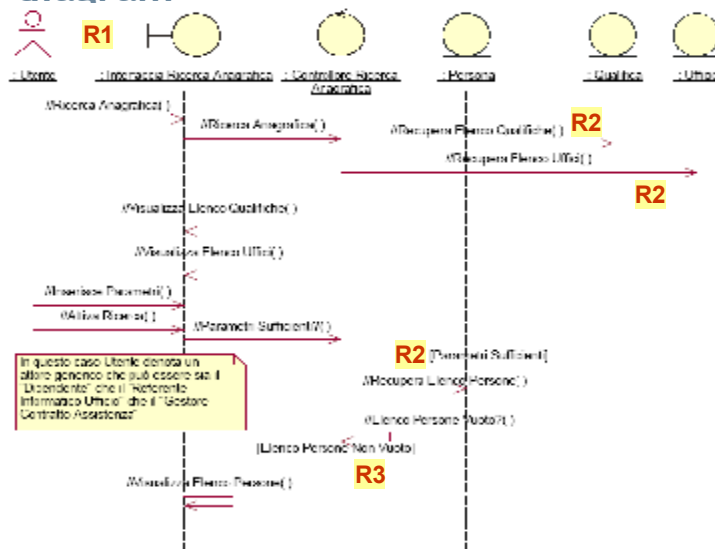 R1
: Utente
: Interfaccia Ricerca Anagrafica
: Controllore Ricerca
Anagrafica
: Persona
: Qualifica
: Ufficio
//Ricerca Anagrafica( )
//Ricerca Anagrafica( )
//Recupera Elenco Qualifiche( )
R2
//Recupera Elenco Uffici( )
R2
//Visualizza Elenco Qualifiche( )
//Visualizza Elenco Uffici( )
//Inserisce Parametri( )
//Attiva Ricerca( )
//Parametri Sufficienti?( )
R2
[Parametri Sufficienti]
//Recupera Elenco Persone( )
In questo caso Utente denota un
attore generico che può essere sia il
"Dipendente" che il "Referente
Informatico Ufficio" che il "Gestore
Contratto Assistenza"
//Elenco Persone Vuoto?( )
[Elenco Persone Non Vuoto]
R3
//Visualizza Elenco Persone( )